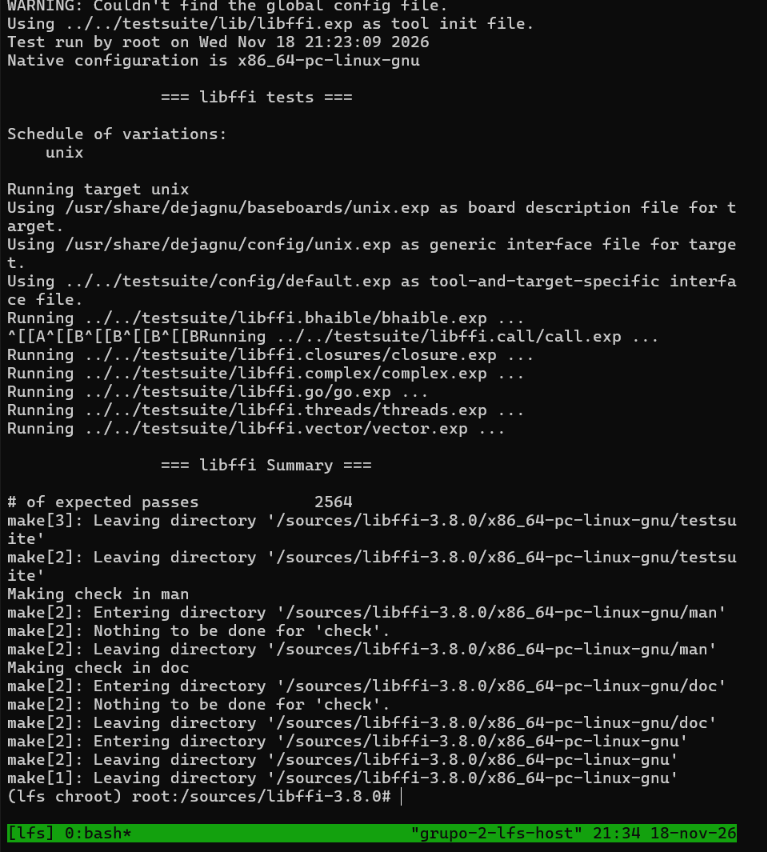 WARNING: Couldn't find the global config file.
Using ../../testsuite/lib/libffi.exp as tool init file.
Test run by root on Wed Nov 18 21:23:09 2026
Native configuration is x86_64-pc-linux-gnu
=== libffi tests ===
Schedule of variations:
unix
Running target unix
Using /usr/share/dejagnu/baseboards/unix.exp as board description file for t
arget.
Using /usr/share/dejagnu/config/unix.exp as generic interface file for targe
t.
Using ../../testsuite/config/default.exp as tool-and-target-specific interfa
ce file.
Running ../../testsuite/libffi.bhaible/bhaible.exp ...
^[[A^[[B^[[B^[[B^[[BRunning ../../testsuite/libffi.call/call.exp ...
Running ../../testsuite/libffi.closures/closure.exp ...
Running ../../testsuite/libffi.complex/complex.exp ...
Running ../../testsuite/libffi.go/go.exp ...
Running ../../testsuite/libffi.threads/threads.exp ...
Running ../../testsuite/libffi.vector/vector.exp ...
=== libffi Summary ===
# of expected passes 2564
make[3]: Leaving directory '/sources/libffi-3.8.0/x86_64-pc-linux-gnu/testsu
ite'
make[2]: Leaving directory '/sources/libffi-3.8.0/x86_64-pc-linux-gnu/testsu
ite'
Making check in man
make[2]: Entering directory '/sources/libffi-3.8.0/x86_64-pc-linux-gnu/man'
make[2]: Nothing to be done for 'check'.
make[2]: Leaving directory '/sources/libffi-3.8.0/x86_64-pc-linux-gnu/man'
Making check in doc
make[2]: Entering directory '/sources/libffi-3.8.0/x86_64-pc-linux-gnu/doc'
make[2]: Nothing to be done for 'check'.
make[2]: Leaving directory '/sources/libffi-3.8.0/x86_64-pc-linux-gnu/doc'
make[2]: Entering directory '/sources/libffi-3.8.0/x86_64-pc-linux-gnu'
make[2]: Leaving directory '/sources/libffi-3.8.0/x86_64-pc-linux-gnu'
make[1]: Leaving directory '/sources/libffi-3.8.0/x86_64-pc-linux-gnu'
(lfs chroot) root:/sources/libffi-3.8.0#
[lfs] 0:bash* "grupo-2-lfs-host" 21:34 18-nov-26